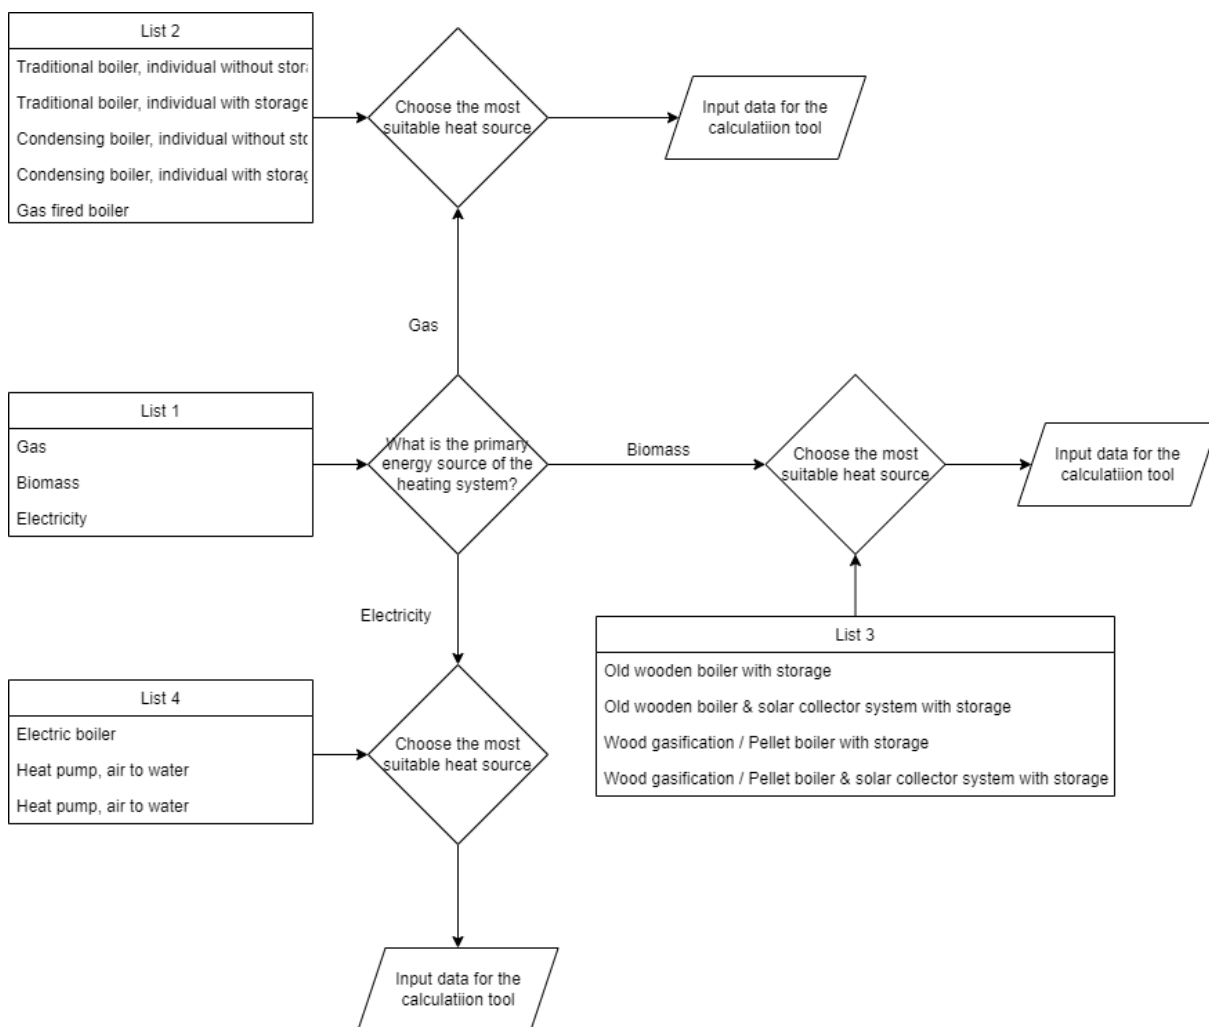 List 2
Traditional boiler, individual without
Traditional boiler, individual with storage
Condensing boiler, individual without
Condensing boiler, individual with
Gas fired boiler
Choose the most
suitable heat source
Input data for the
calculatiion tool
Gas
List 1
Gas
Biomass
Electricity
What is the primary
energy source of the
heating system?
Biomass
Choose the most
suitable heat source
Input data for the
calculatiion tool
Electricity
List 3
Old wooden boiler with storage
Old wooden boiler & solar collector system with storage
Wood gasification / Pellet boiler with storage
Wood gasification / Pellet boiler & solar collector system with storage
List 4
Electric boiler
Heat pump, air to water
Heat pump, air to water
Choose the most
suitable heat source
Input data for the
calculatiion tool